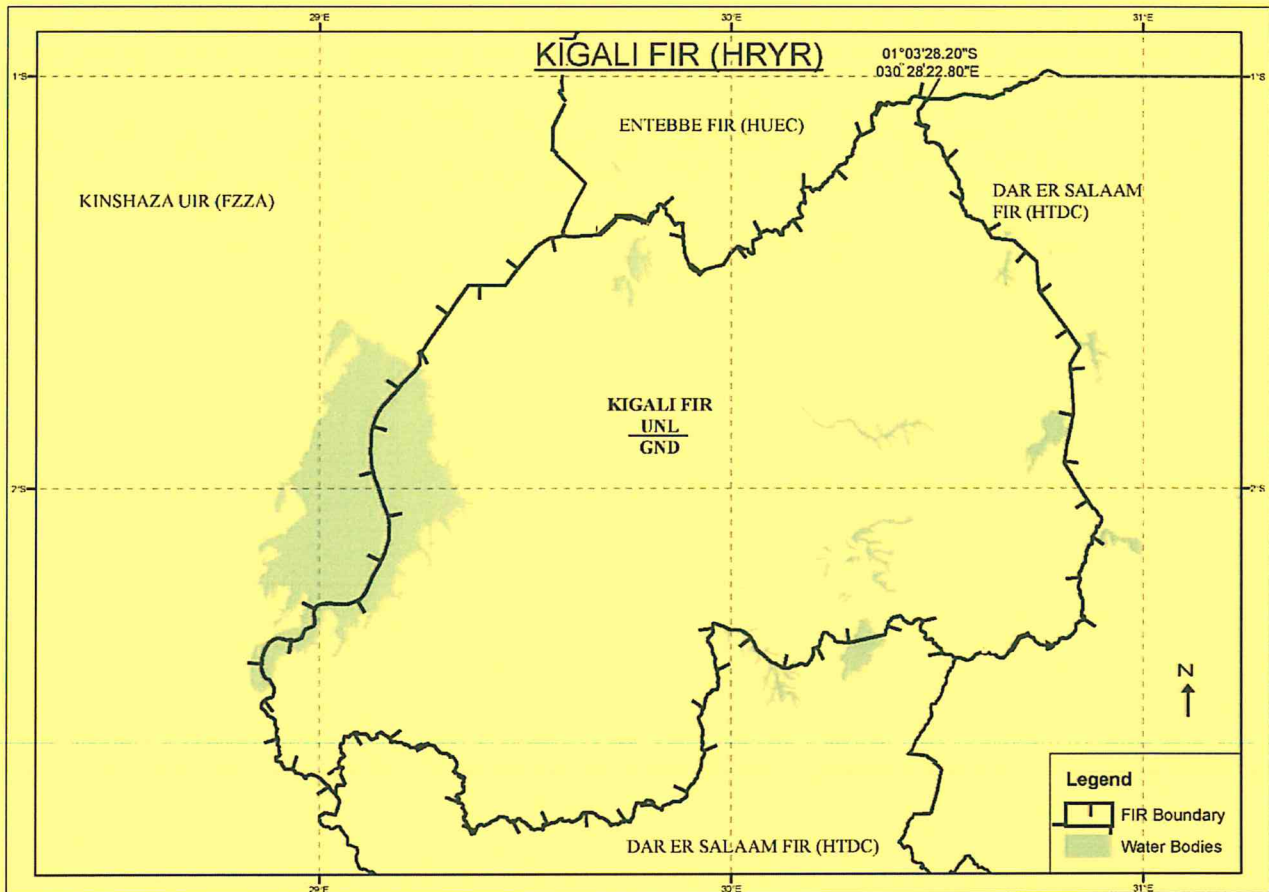 29°E
30°E
31°E
KIGALI FIR (HRYR)
01°03'28.20"S
030°28'22.80"E
1°S
1°S
ENTEBBE FIR (HUEC)
KINSHAZA UIR (FZZA)
DAR ER SALAAM
FIR (HTDC)
KIGALI FIR
UNL
GND
2°S
2°S
N
Legend
FIR Boundary
Water Bodies
DAR ER SALAAM FIR (HTDC)
29°E
30°E
31°E